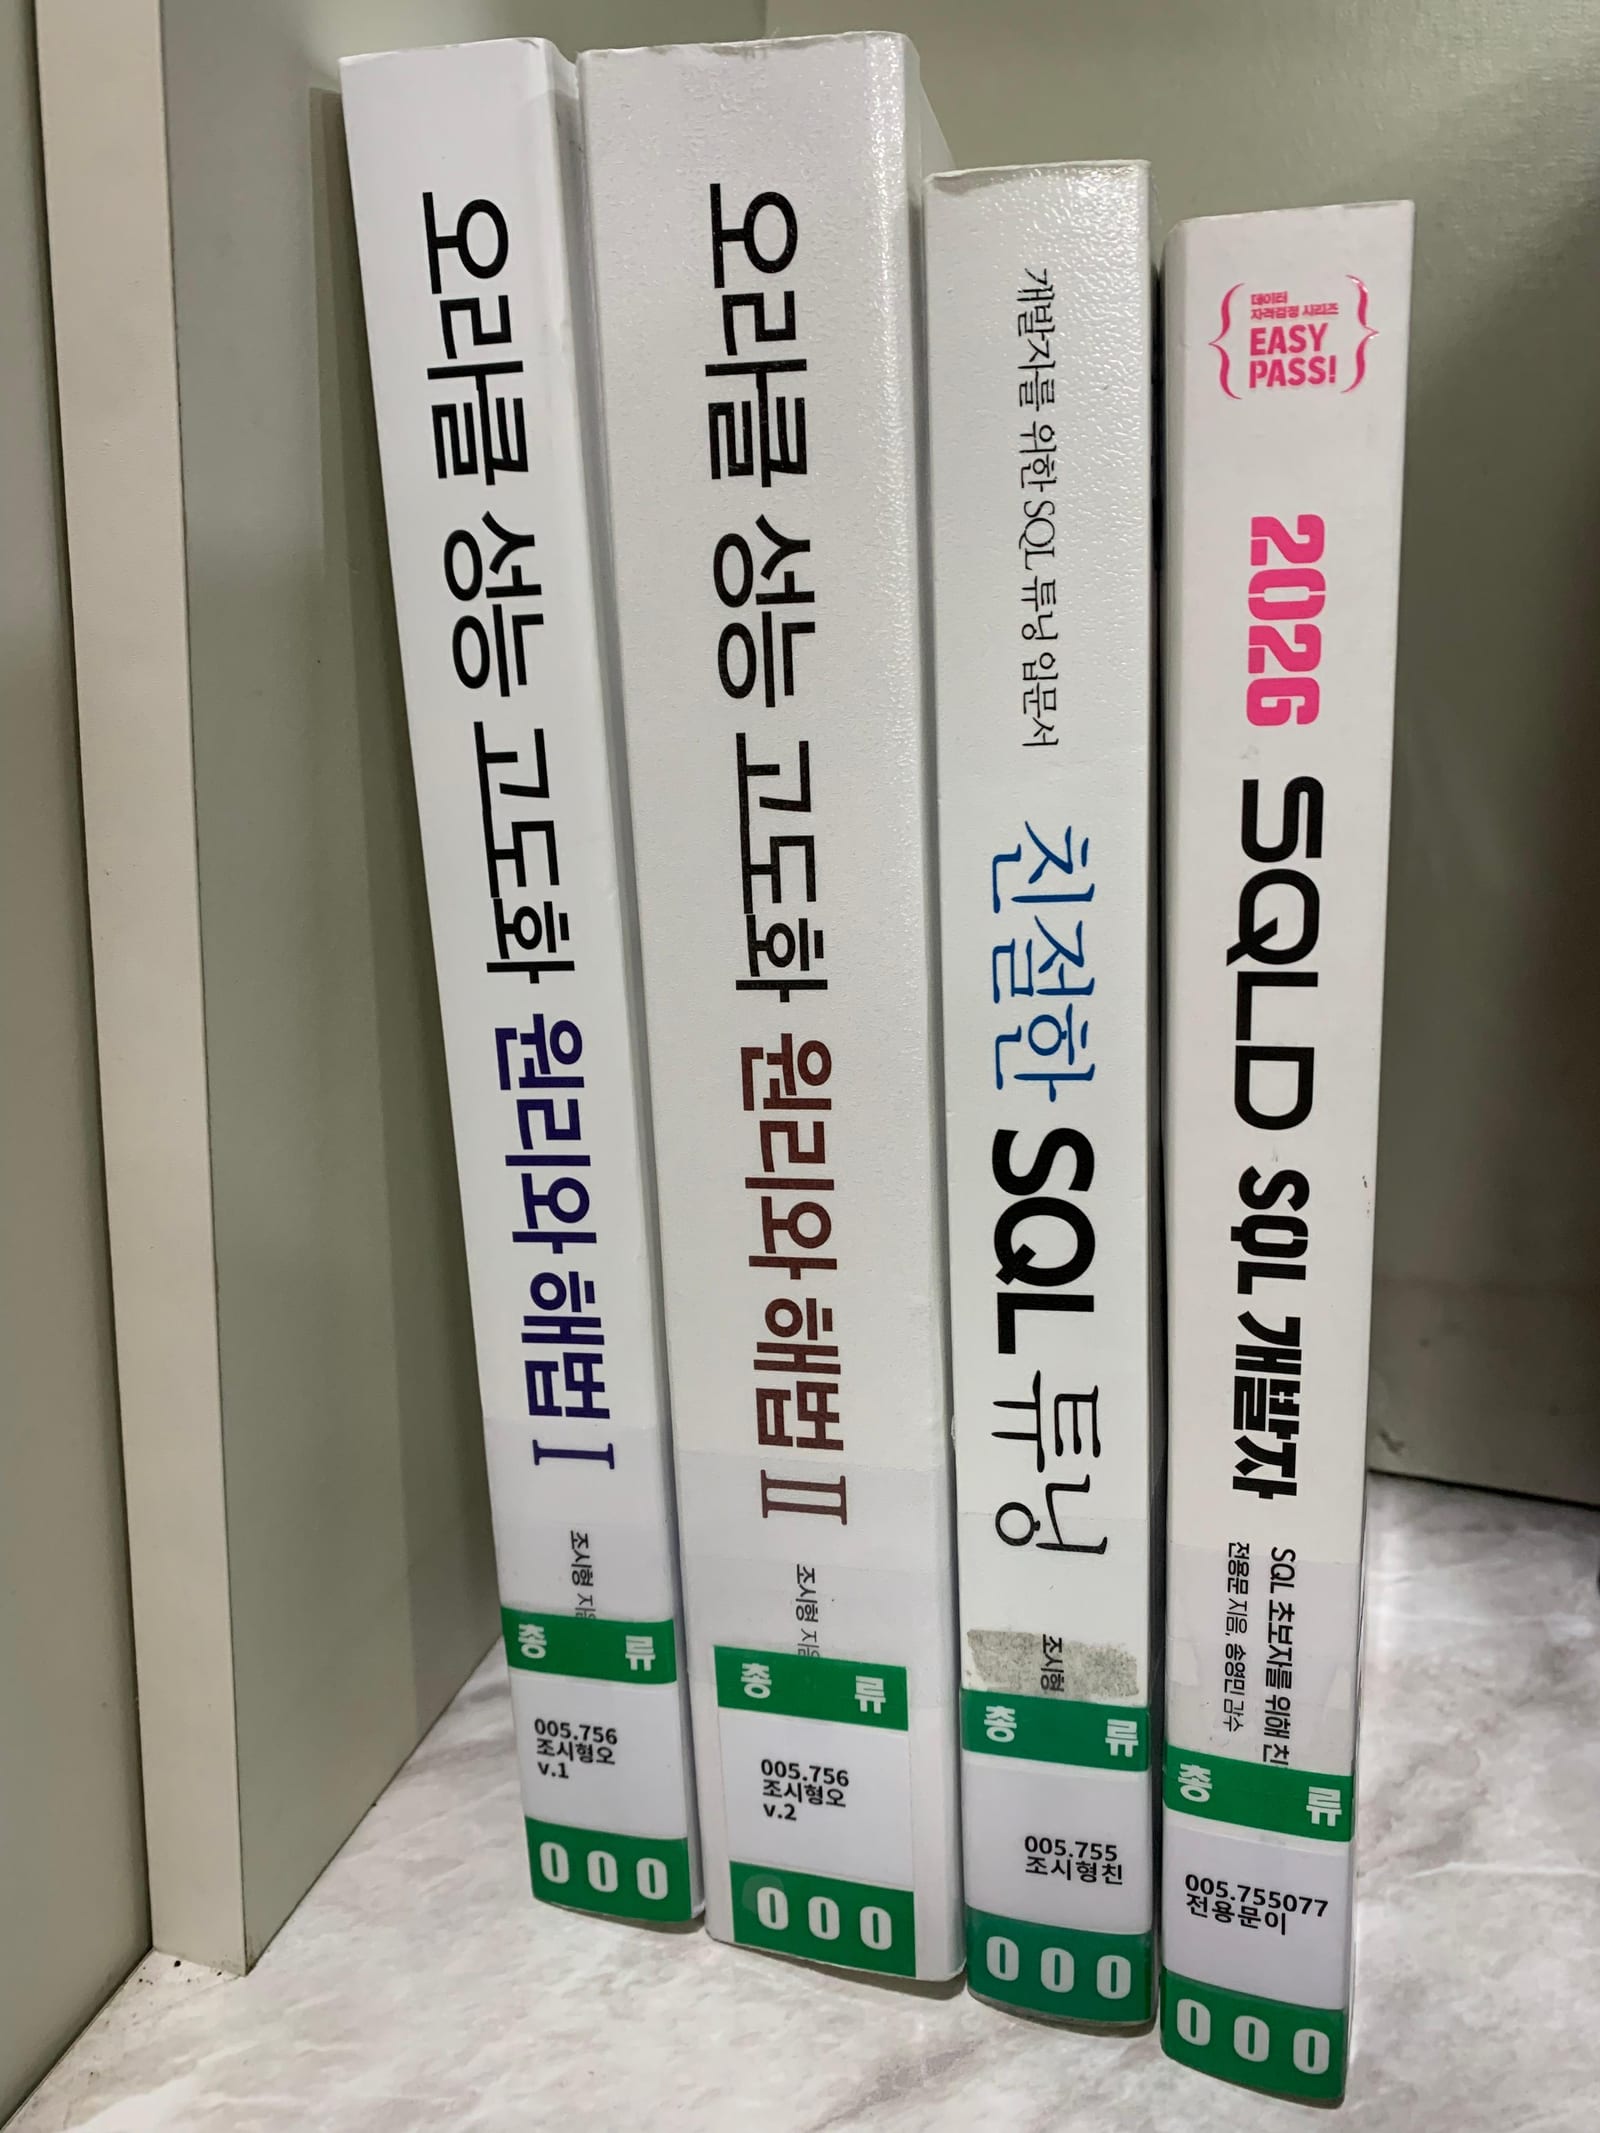 오라클 성능 고도화 원리와 해법 I
조시형 지음
총 류
005.756
조시형오
v.1
000
오라클 성능 고도화 원리와 해법 II
조시형 지음
총 류
005.756
조시형오
v.2
000
개발자를 위한 SQL 튜닝 입문서
친절한 SQL 튜닝
조시형
총 류
005.755
조시형친
000
데이터
자격검정 시리즈
EASY
PASS!
2026 SQLD SQL 개발자
SQL 초보자를 위해 친
전용문 지음, 송영민 감수
총 류
005.755077
전용문이
000